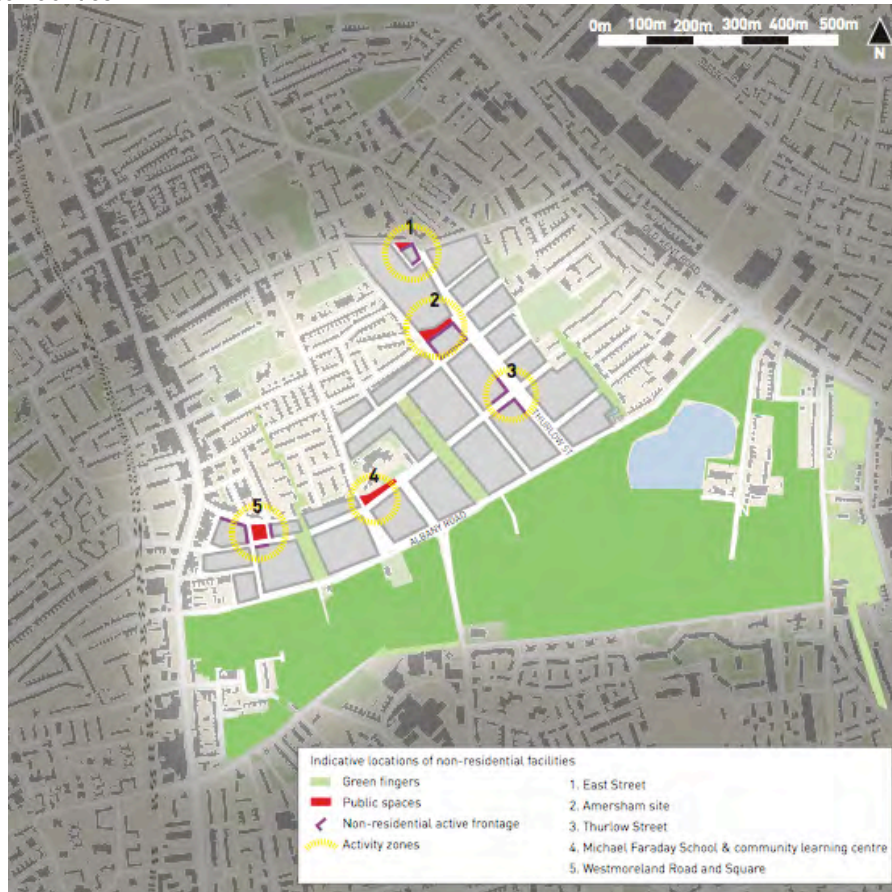 0m 100m 200m 300m 400m 500m
N
1
OLD KENT ROAD
2
3
THURLOW ST.
4
5
ALBANY ROAD
Indicative locations of non-residential facilities
Green fingers
Public spaces
Non-residential active frontage
Activity zones
1. East Street
2. Amersham site
3. Thurlow Street
4. Michael Faraday School & community learning centre
5. Westmoreland Road and Square